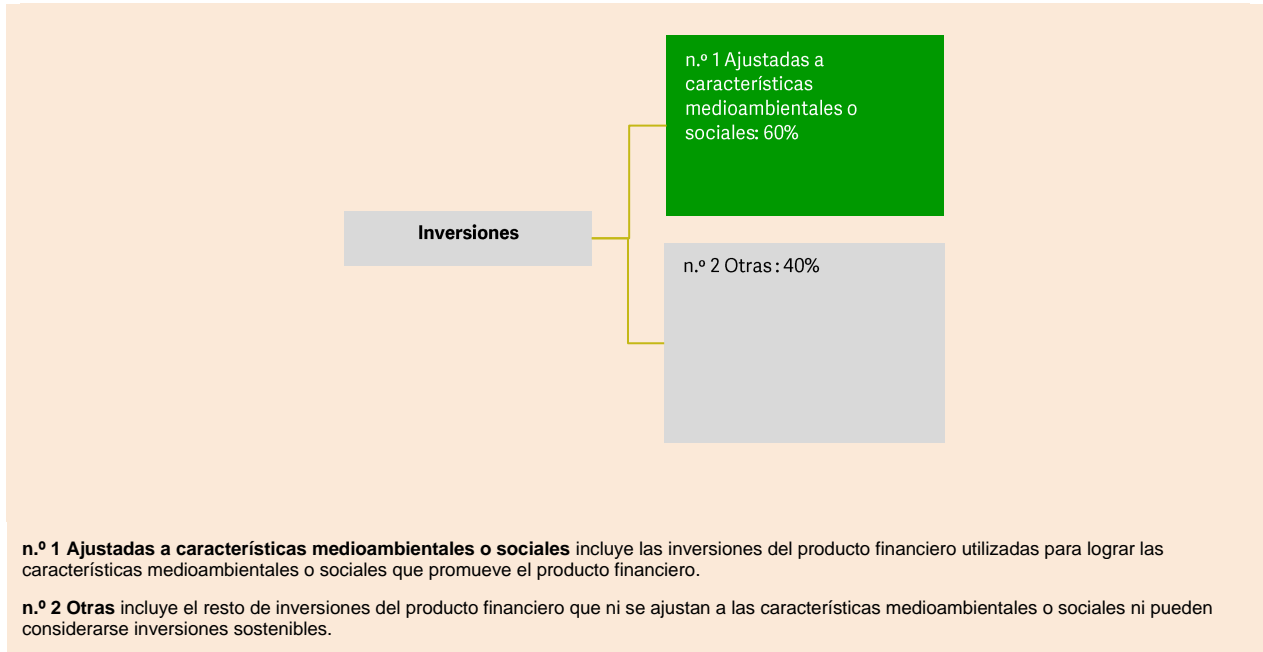 n.º 1 Ajustadas a
características
medioambientales o
sociales: 60%
Inversiones
n.º 2 Otras : 40%
n.º 1 Ajustadas a características medioambientales o sociales incluye las inversiones del producto financiero utilizadas para lograr las
características medioambientales o sociales que promueve el producto financiero.
n.º 2 Otras incluye el resto de inversiones del producto financiero que ni se ajustan a las características medioambientales o sociales ni pueden
considerarse inversiones sostenibles.